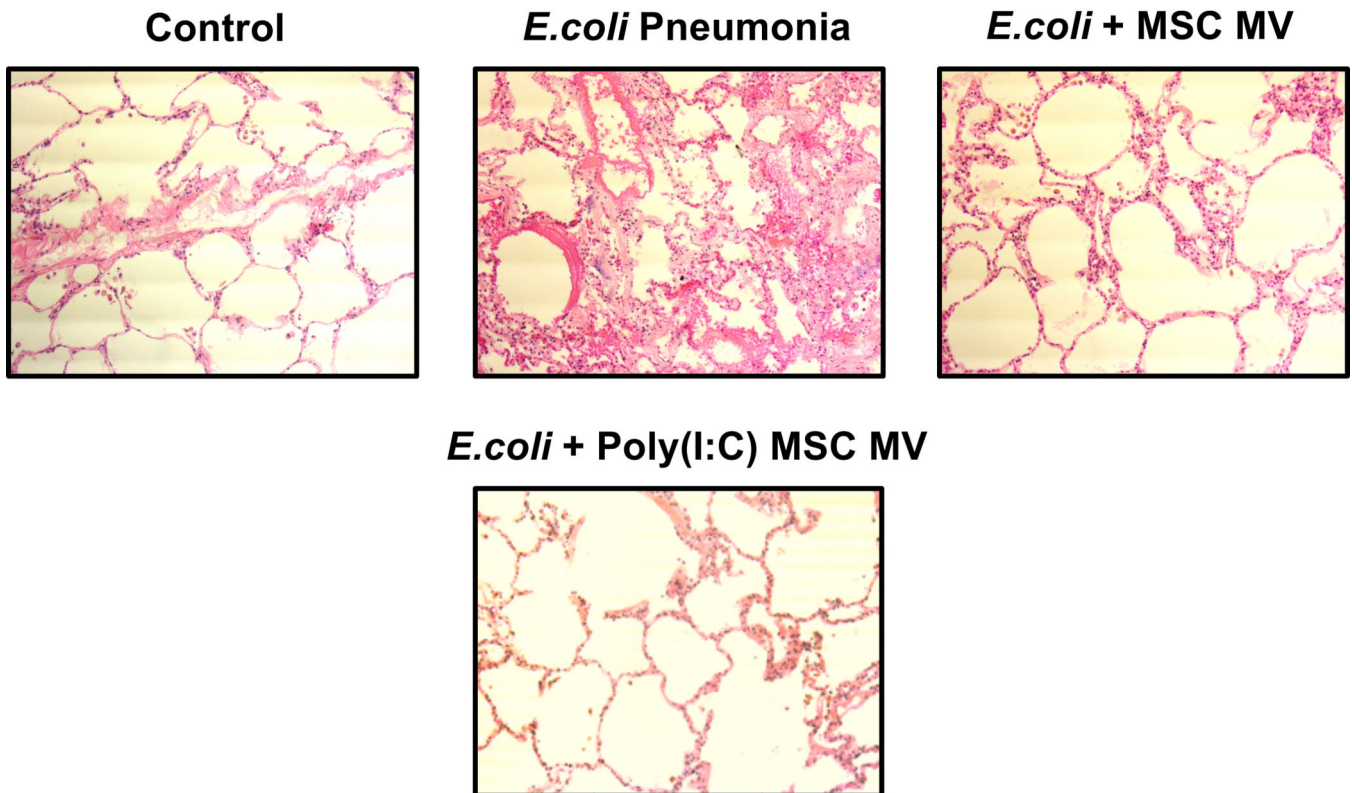 Control
E.coli Pneumonia
E.coli + MSC MV
E.coli + Poly(I:C) MSC MV